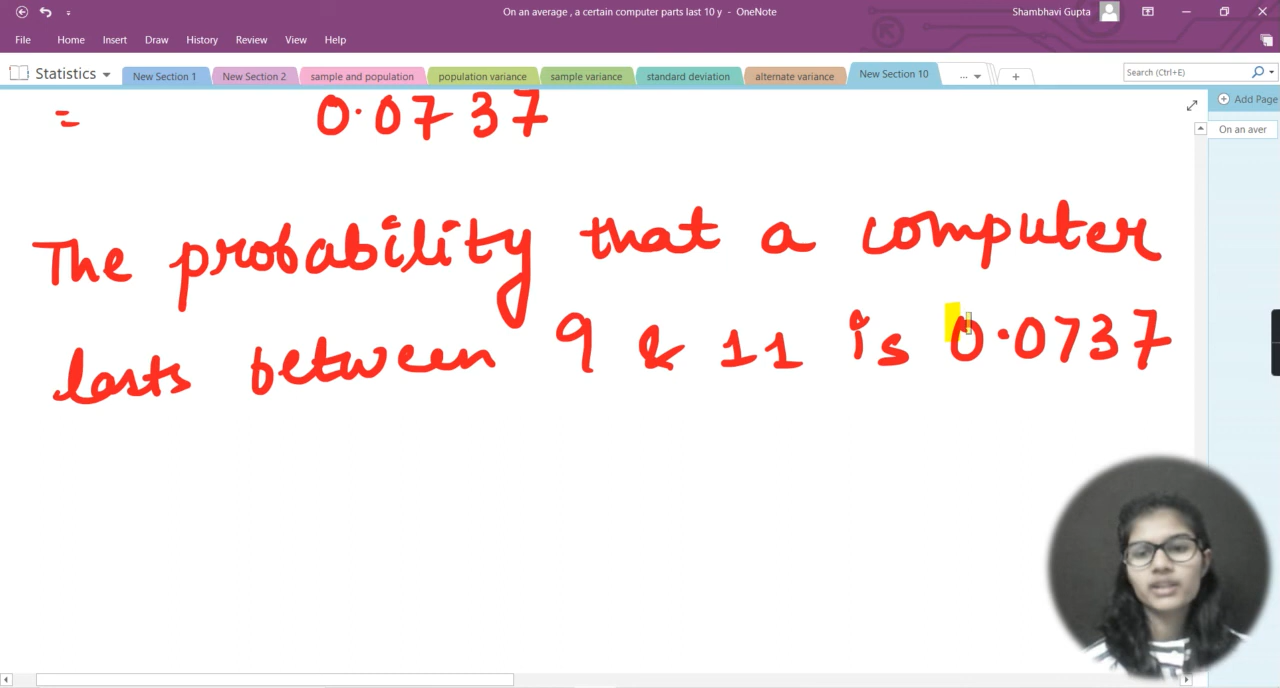 On an average , a certain computer parts last 10 y - OneNote
Shambhavi Gupta
File Home Insert Draw History Review View Help
Statistics
New Section 1
New Section 2
sample and population
population variance
sample variance
standard deviation
alternate variance
New Section 10
...
Search (Ctrl+E)
Add Page
On an aver
= 0.0737
The probability that a computer
lasts between 9 & 11 is 0.0737